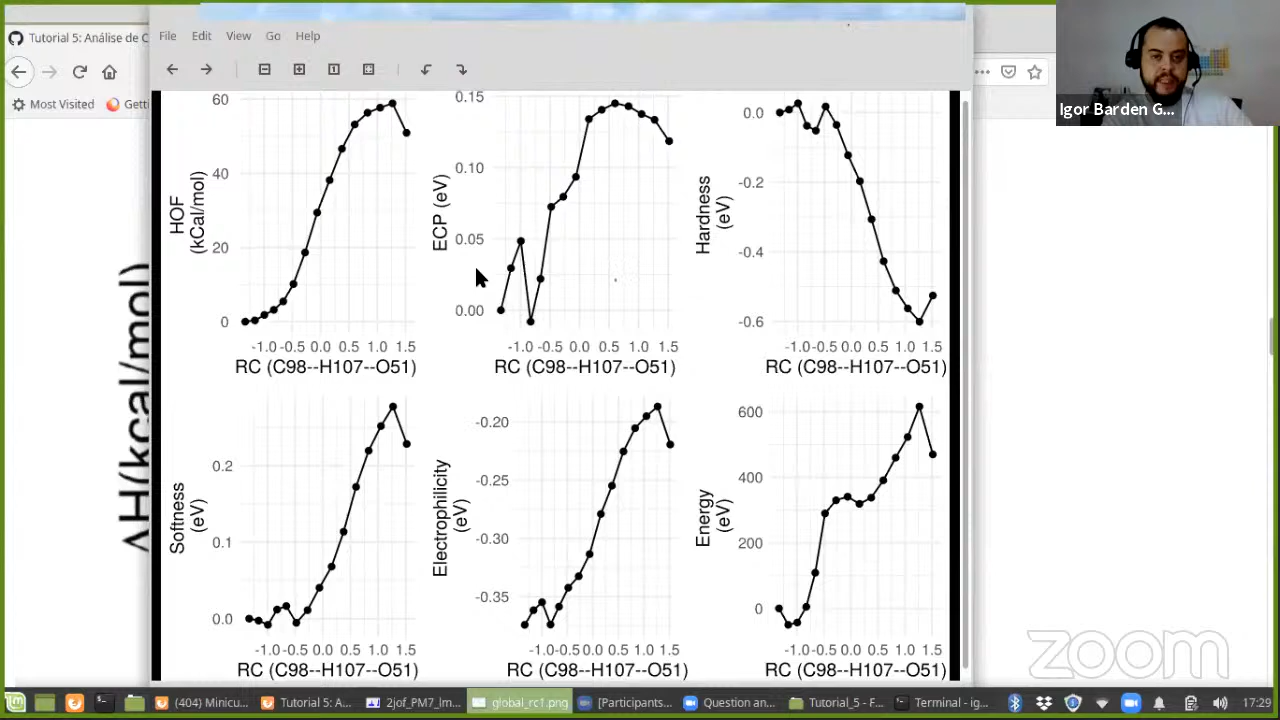 Tutorial 5: Análise de C
File Edit View Go Help
Most Visited
Getti
Igor Barden G...
ΔH(kcal/mol)
HOF
(kCal/mol)
60
40
20
0
-1.0 -0.5 0.0 0.5 1.0 1.5
RC (C98--H107--O51)
ECP (eV)
0.15
0.10
0.05
0.00
-1.0 -0.5 0.0 0.5 1.0 1.5
RC (C98--H107--O51)
Hardness
(eV)
0.0
-0.2
-0.4
-0.6
-1.0 -0.5 0.0 0.5 1.0 1.5
RC (C98--H107--O51)
Softness
(eV)
0.2
0.1
0.0
-1.0 -0.5 0.0 0.5 1.0 1.5
RC (C98--H107--O51)
Electrophilicity
(eV)
-0.20
-0.25
-0.30
-0.35
-1.0 -0.5 0.0 0.5 1.0 1.5
RC (C98--H107--O51)
Energy
(eV)
600
400
200
0
-1.0 -0.5 0.0 0.5 1.0 1.5
RC (C98--H107--O51)
zoom
(404) Minicu...
Tutorial 5: A...
2jof_PM7_lm...
global_rc1.png
[Participants...
Question an...
Tutorial_5 - F...
Terminal - ig...
17:29